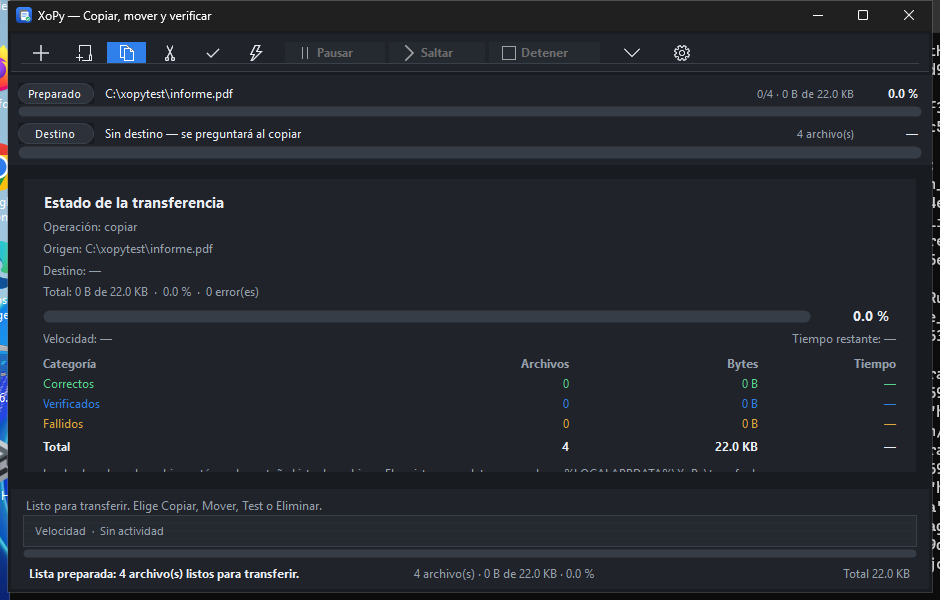 XoPy — Copiar, mover y verificar
Pausar Saltar Detener
Preparado C:\xopytest\informe.pdf 0/4 · 0 B de 22.0 KB 0.0 %
Destino Sin destino — se preguntará al copiar 4 archivo(s) —
Estado de la transferencia
Operación: copiar
Origen: C:\xopytest\informe.pdf
Destino: —
Total: 0 B de 22.0 KB · 0.0 % · 0 error(es)
0.0 %
Velocidad: — Tiempo restante: —
Categoría Archivos Bytes Tiempo
Correctos 0 0 B —
Verificados 0 0 B —
Fallidos 0 0 B —
Total 4 22.0 KB —
Listo para transferir. Elige Copiar, Mover, Test o Eliminar.
Velocidad · Sin actividad
Lista preparada: 4 archivo(s) listos para transferir. 4 archivo(s) · 0 B de 22.0 KB · 0.0 % Total 22.0 KB